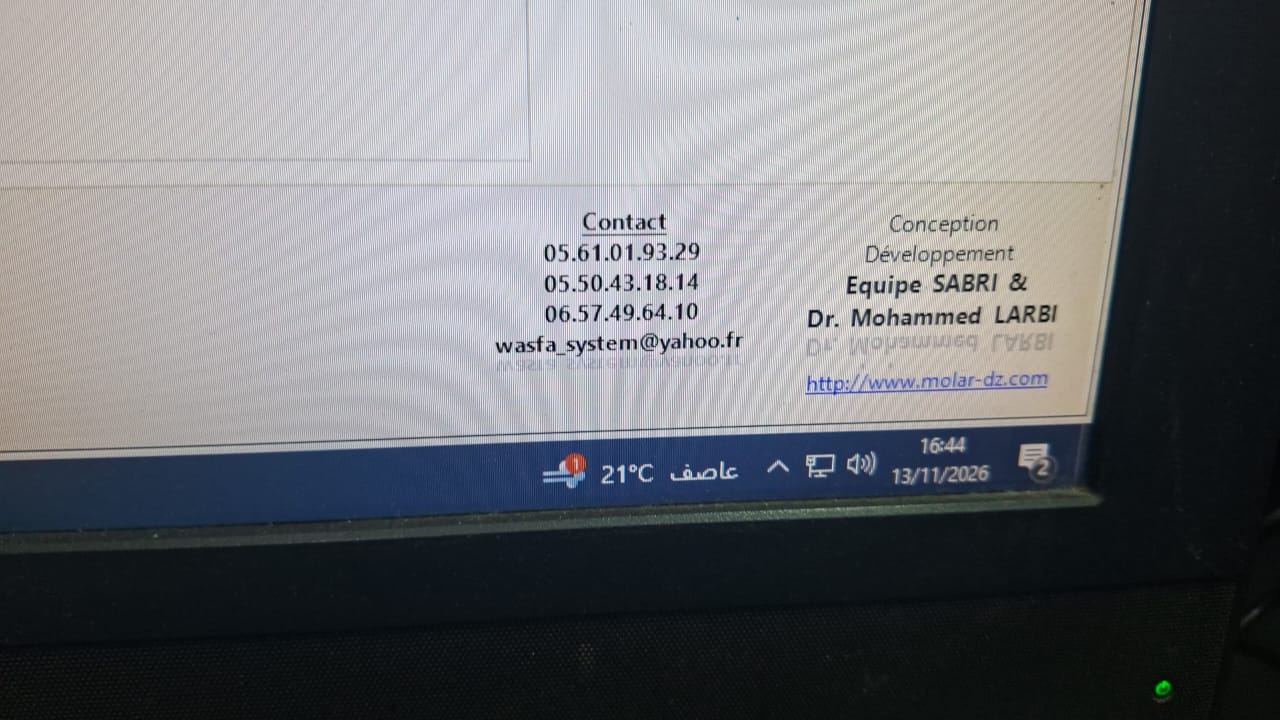 Contact
05.61.01.93.29
05.50.43.18.14
06.57.49.64.10
wasfa_system@yahoo.fr
Conception
Développement
Equipe SABRI &
Dr. Mohammed LARBI
http://www.molar-dz.com
1
21°C عاصف
16:44
13/11/2026
2